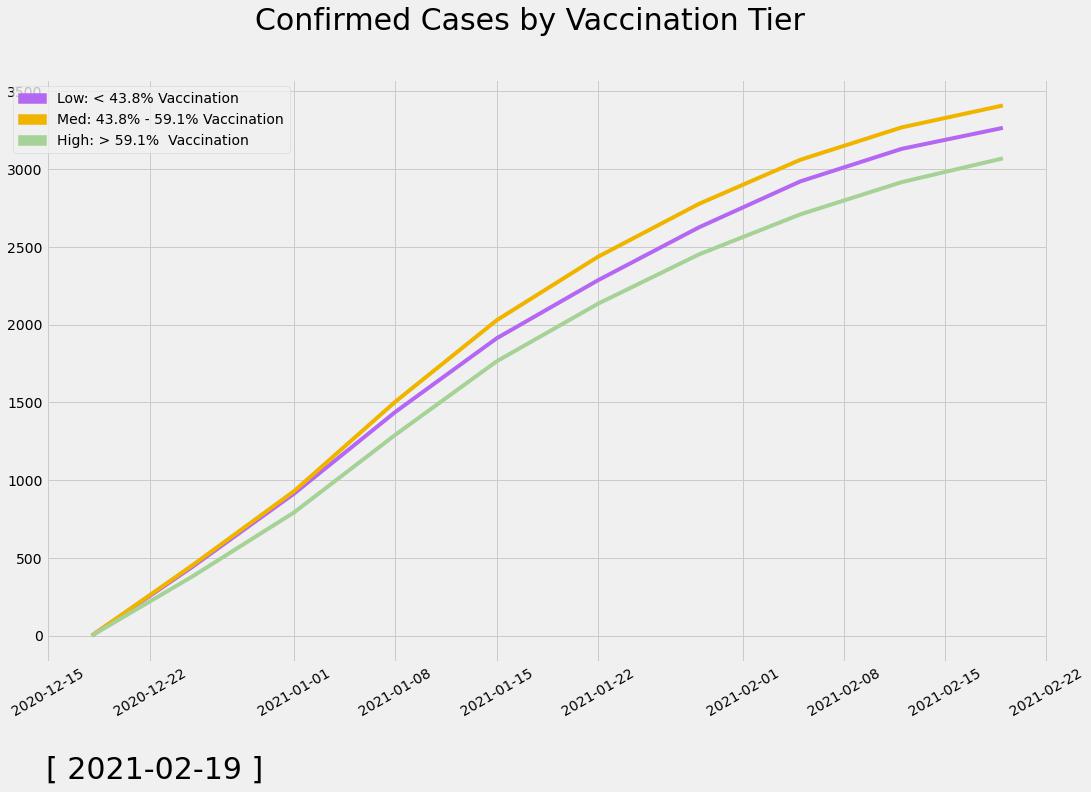 Confirmed Cases by Vaccination Tier
3500
Low: < 43.8% Vaccination
Med: 43.8% - 59.1% Vaccination
High: > 59.1%  Vaccination
3000
2500
2000
1500
1000
500
0
2020-12-15 2020-12-22 2021-01-01 2021-01-08 2021-01-15 2021-01-22 2021-02-01 2021-02-08 2021-02-15 2021-02-22
[ 2021-02-19 ]